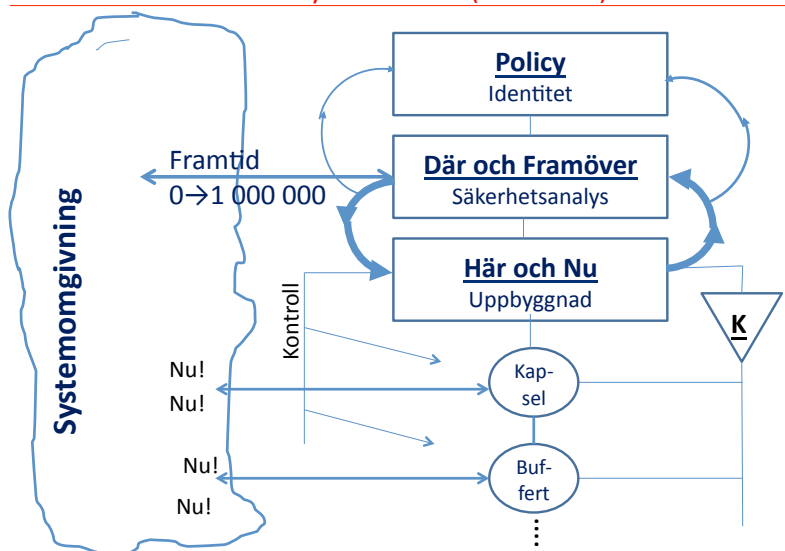 Policy
Identitet
Framtid
0→1 000 000
Där och Framöver
Säkerhetsanalys
Systemomgivning
Här och Nu
Uppbyggnad
Kontroll
K
Nu!
Nu!
Kap-
sel
Nu!
Nu!
Buf-
fert